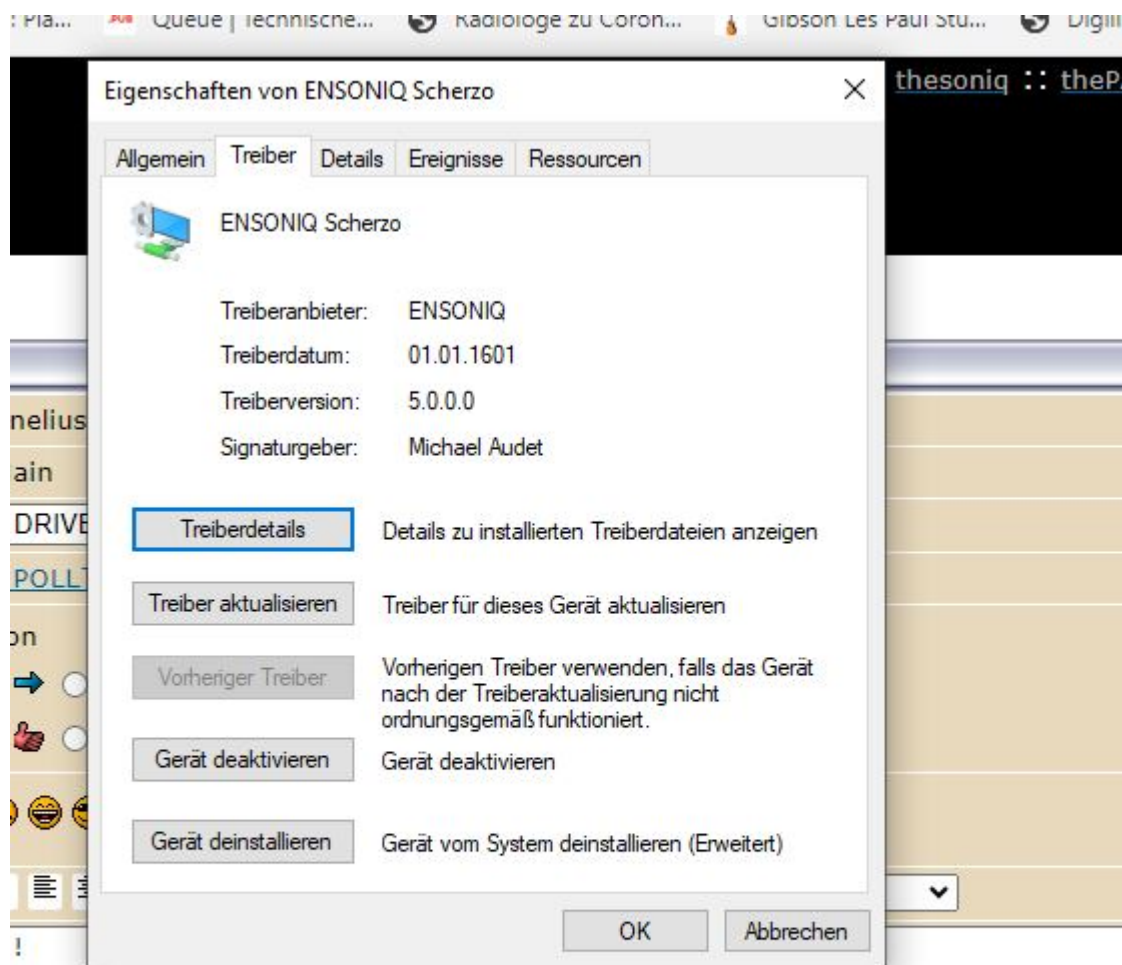 Queue | Technische... Radiologe zu Coron... Gibson Les Paul Stu...
thesoniq :: theP
Eigenschaften von ENSONIQ Scherzo
Allgemein Treiber Details Ereignisse Ressourcen
ENSONIQ Scherzo
Treiberanbieter: ENSONIQ
Treiberdatum: 01.01.1601
Treiberversion: 5.0.0.0
Signaturgeber: Michael Audet
nelius
ain
DRIVE
POLL
on
Treiberdetails Details zu installierten Treiberdateien anzeigen
Treiber aktualisieren Treiber für dieses Gerät aktualisieren
Vorheriger Treiber Vorherigen Treiber verwenden, falls das Gerät
nach der Treiberaktualisierung nicht
ordnungsgemäß funktioniert.
Gerät deaktivieren Gerät deaktivieren
Gerät deinstallieren Gerät vom System deinstallieren (Erweitert)
OK Abbrechen
!